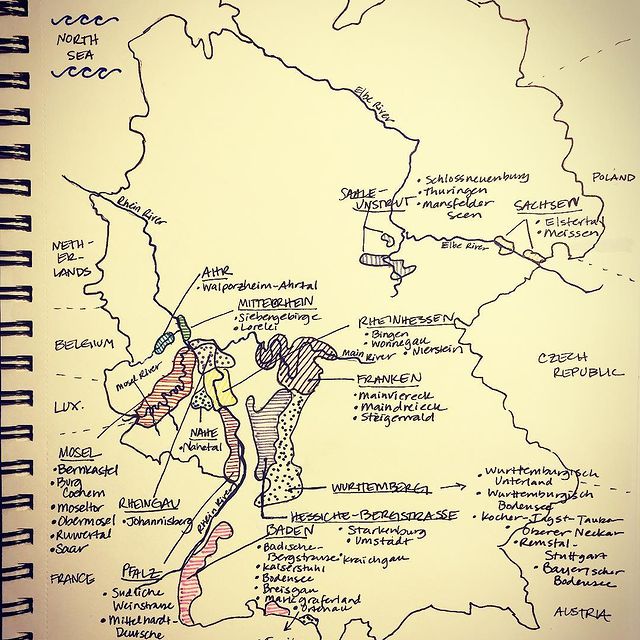 NORTH
SEA
Elbe River
POLAND
Rhein River
NETH-
ER-
LANDS
SAALE-
UNSTRUT
• Schlossneuenburg
• Thuringen
• mansfelder
Seen
SACHSEN
• Elstertal
• Meissen
Elbe River
AHR
• Walporzheim-Ahrtal
MITTELRHEIN
• Siebengebirge
• Lorelei
RHEINHESSEN
• Bingen
• Wonnegau
• Nierstein
Main River
BELGIUM
Mosel River
LUX.
CZECH
REPUBLIC
FRANKEN
• Mainviereck
• Maindreieck
• Steigerwald
NAHE
• Nahetal
MOSEL
• Bernkastel
• Burg
Cochem
• Moseltor
• Obermosel
• Ruwertal
• Saar
RHEINGAU
• Johannisberg
Rhein River
WURTTEMBERG
• Wurttembergisch
Unterland
• Wurttembergisch
Bodensee
• Kocher-Jagst-Tauber
• Oberer Neckar
• Remstal-
Stuttgart
• Bayerischer
Bodensee
HESSICHE-BERGSTRASSE
• Starkenburg
• Umstadt
BADEN
• Badische-
Bergstrasse
• Kraichgau
• Kaiserstuhl
• Bodensee
• Breisgau
• Markgraferland
• Ortenau
FRANCE
PFALZ
• Sudliche
Weinstrasse
• Mittelhardt-
Deutsche
AUSTRIA